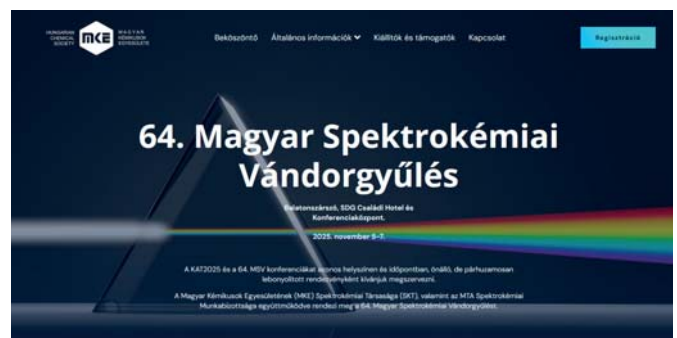 HUNGARIAN
CHEMICAL
SOCIETY
MKE
MAGYAR
KÉMIKUSOK
EGYESÜLETE
Beköszöntő Általános információk Kiállítók és támogatók Kapcsolat Regisztráció
64. Magyar Spektrokémiai
Vándorgyűlés
Balatonszárszó, SDG Családi Hotel és
Konferenciaközpont.
2025. november 5-7.
A KAT2025 és a 64. MSV konferenciákat azonos helyszínen és időpontban, önálló, de párhuzamosan
lebonyolított rendezvényként kívánjuk megszervezni.
A Magyar Kémikusok Egyesületének (MKE) Spektrokémiai Társasága (SKT), valamint az MTA Spektrokémiai
Munkabizottsága együttműködve rendezi meg a 64. Magyar Spektrokémiai Vándorgyűlést.